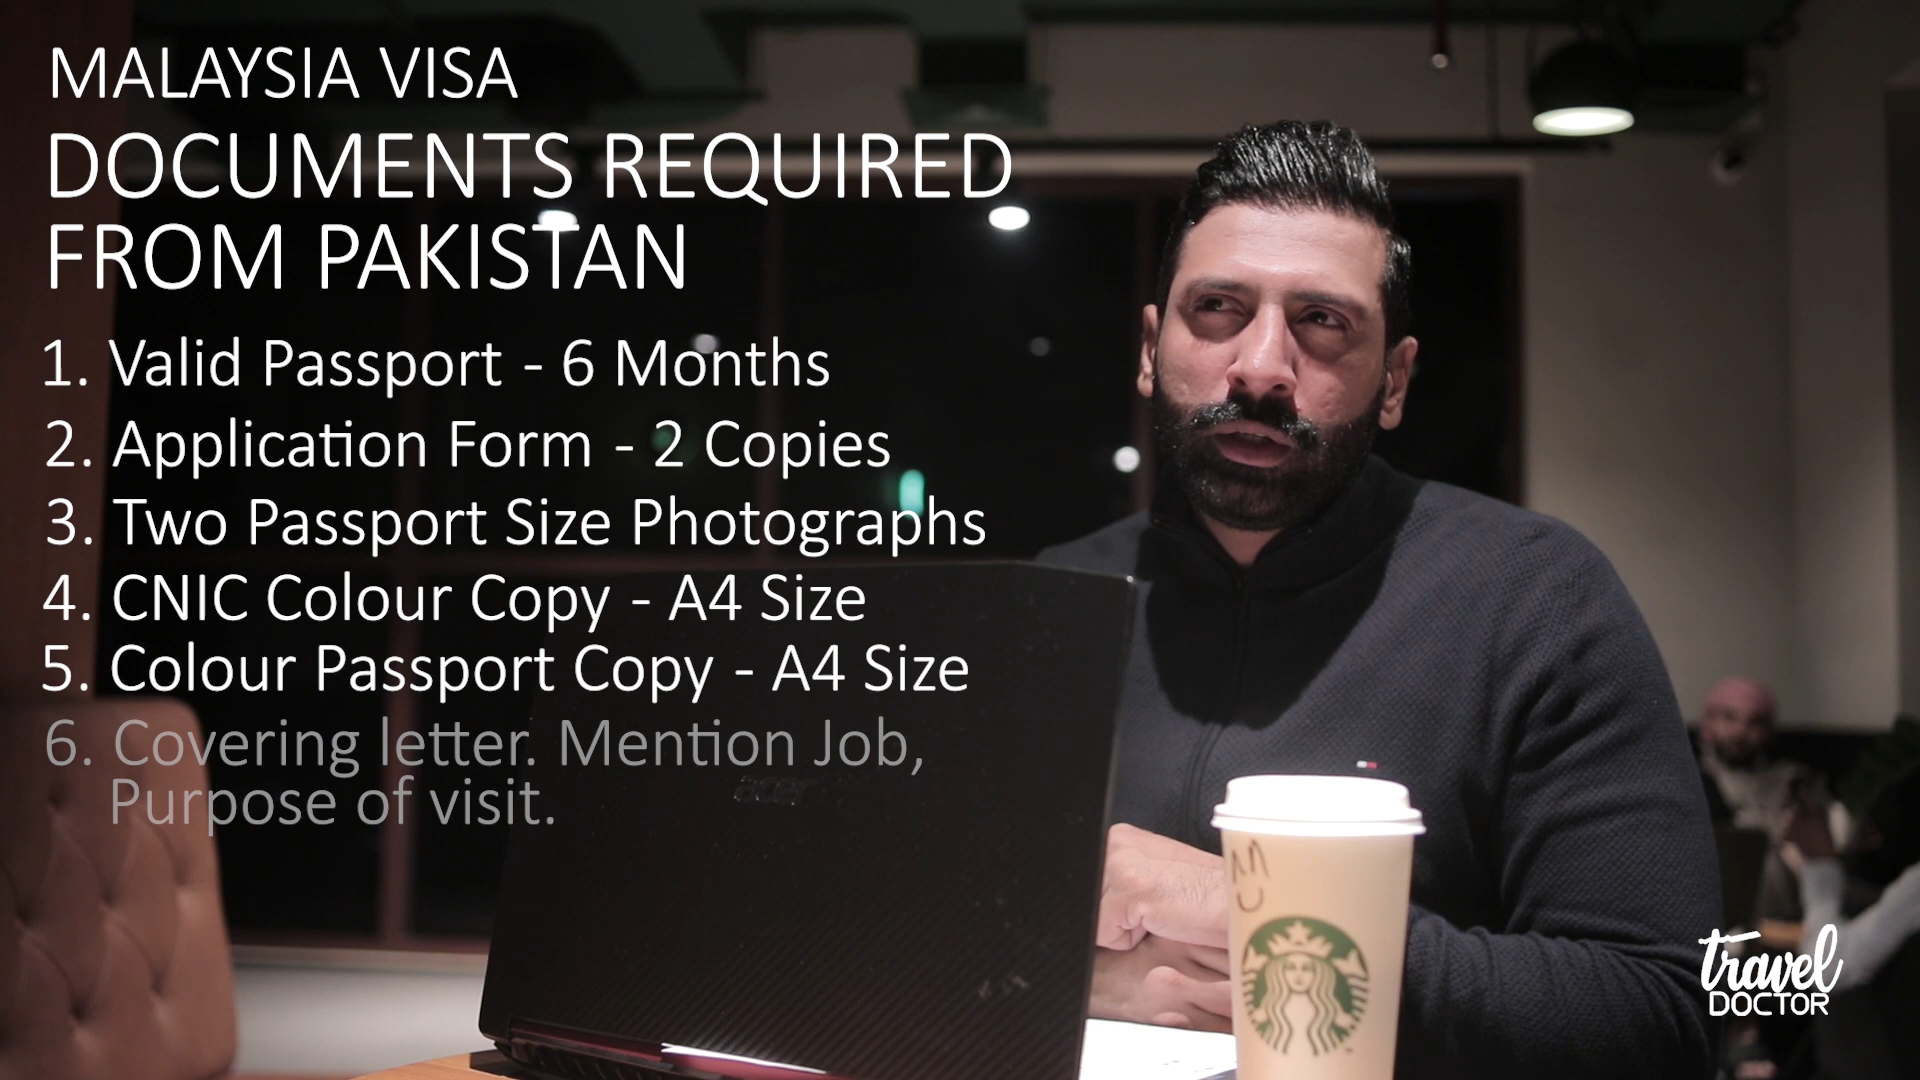 MALAYSIA VISA
DOCUMENTS REQUIRED
FROM PAKISTAN
1. Valid Passport - 6 Months
2. Application Form - 2 Copies
3. Two Passport Size Photographs
4. CNIC Colour Copy - A4 Size
5. Colour Passport Copy - A4 Size
6. Covering letter. Mention Job,
Purpose of visit.
acer
travel
DOCTOR